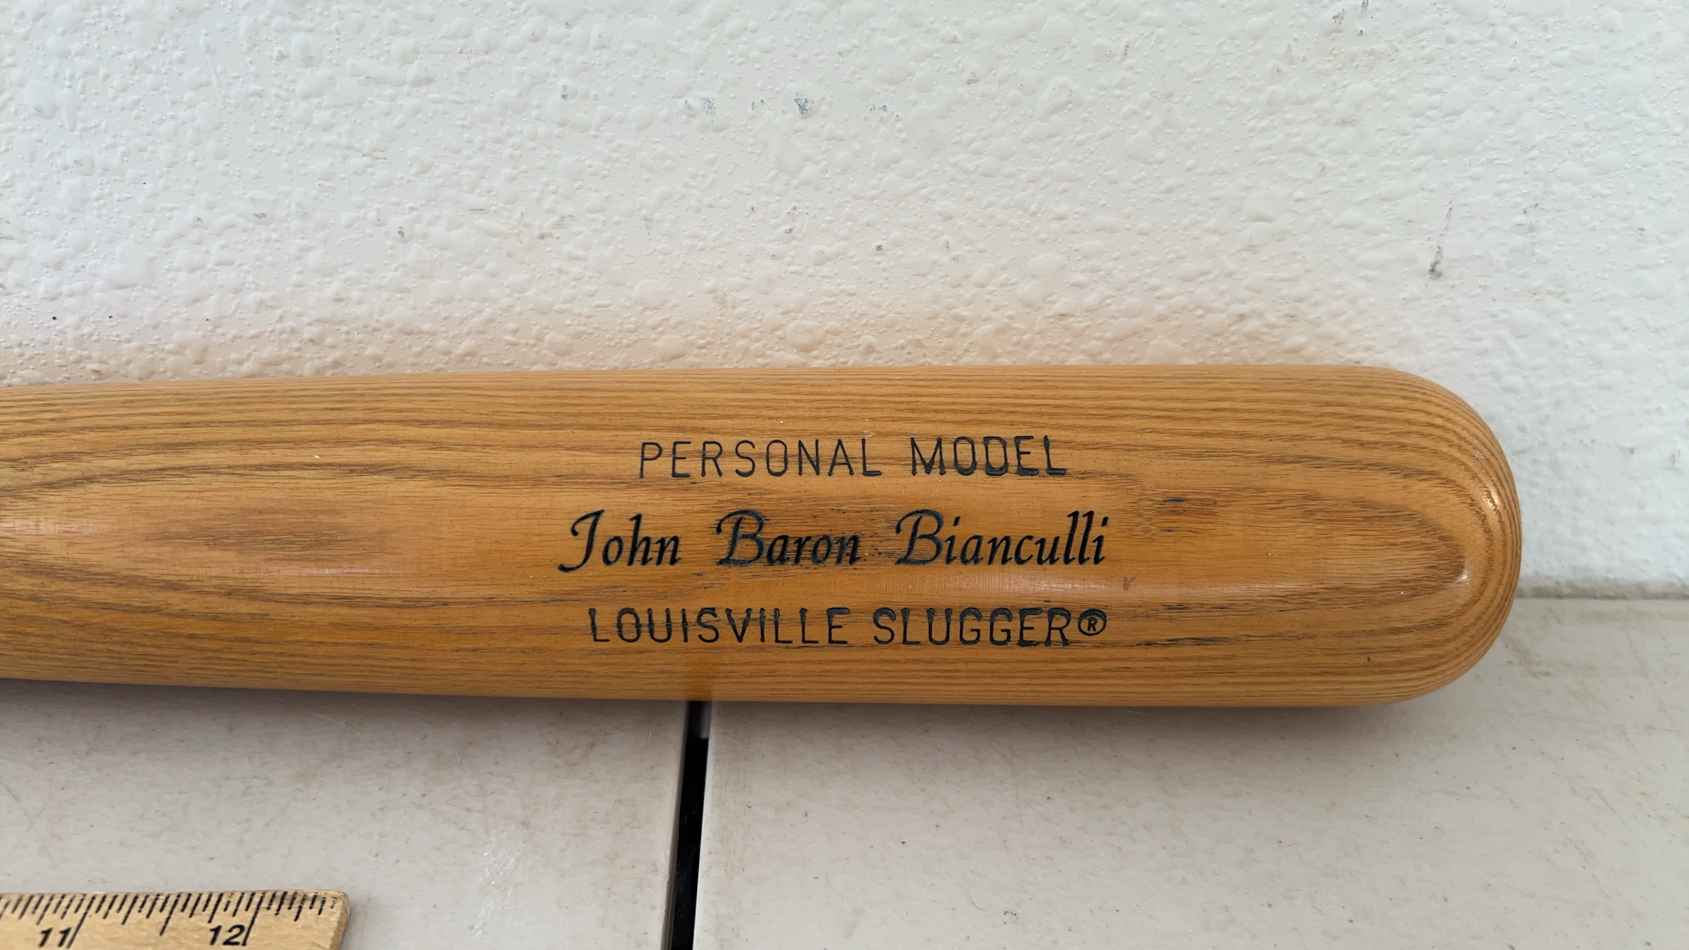 PERSONAL MODEL
John Baron Bianculli
LOUISVILLE SLUGGER®
11 12